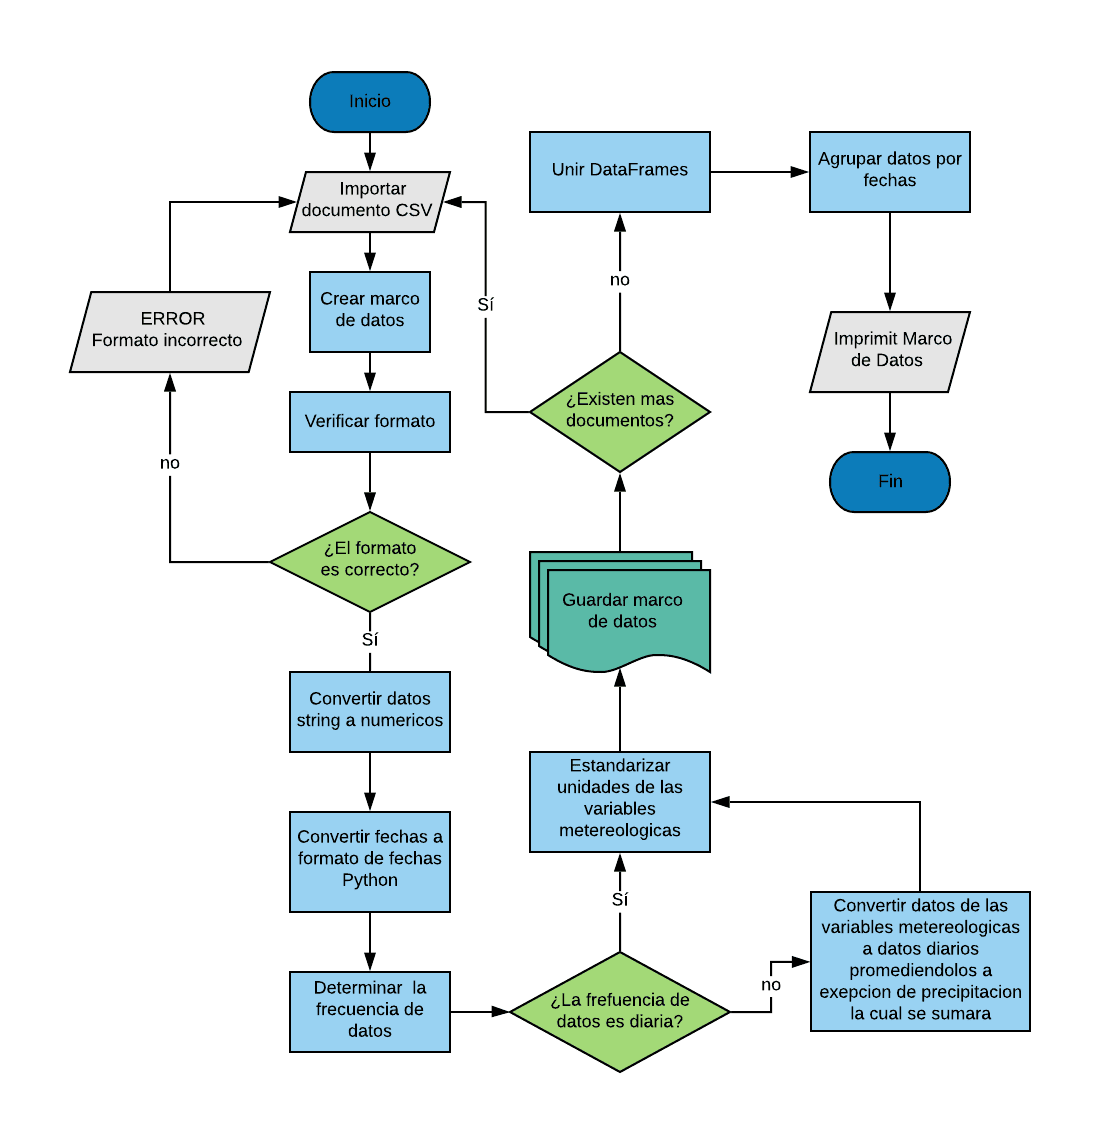 Inicio
Importar
documento CSV
Crear marco
de datos
ERROR
Formato incorrecto
Verificar formato
no
¿El formato
es correcto?
Sí
Convertir datos
string a numericos
Convertir fechas a
formato de fechas
Python
Determinar la
frecuencia de
datos
¿La frefuencia de
datos es diaria?
no
Convertir datos de las
variables metereologicas
a datos diarios
promediendolos a
exepcion de precipitacion
la cual se sumara
Sí
Estandarizar
unidades de las
variables
metereologicas
Guardar marco
de datos
¿Existen mas
documentos?
Sí
no
Unir DataFrames
Agrupar datos por
fechas
Imprimit Marco
de Datos
Fin